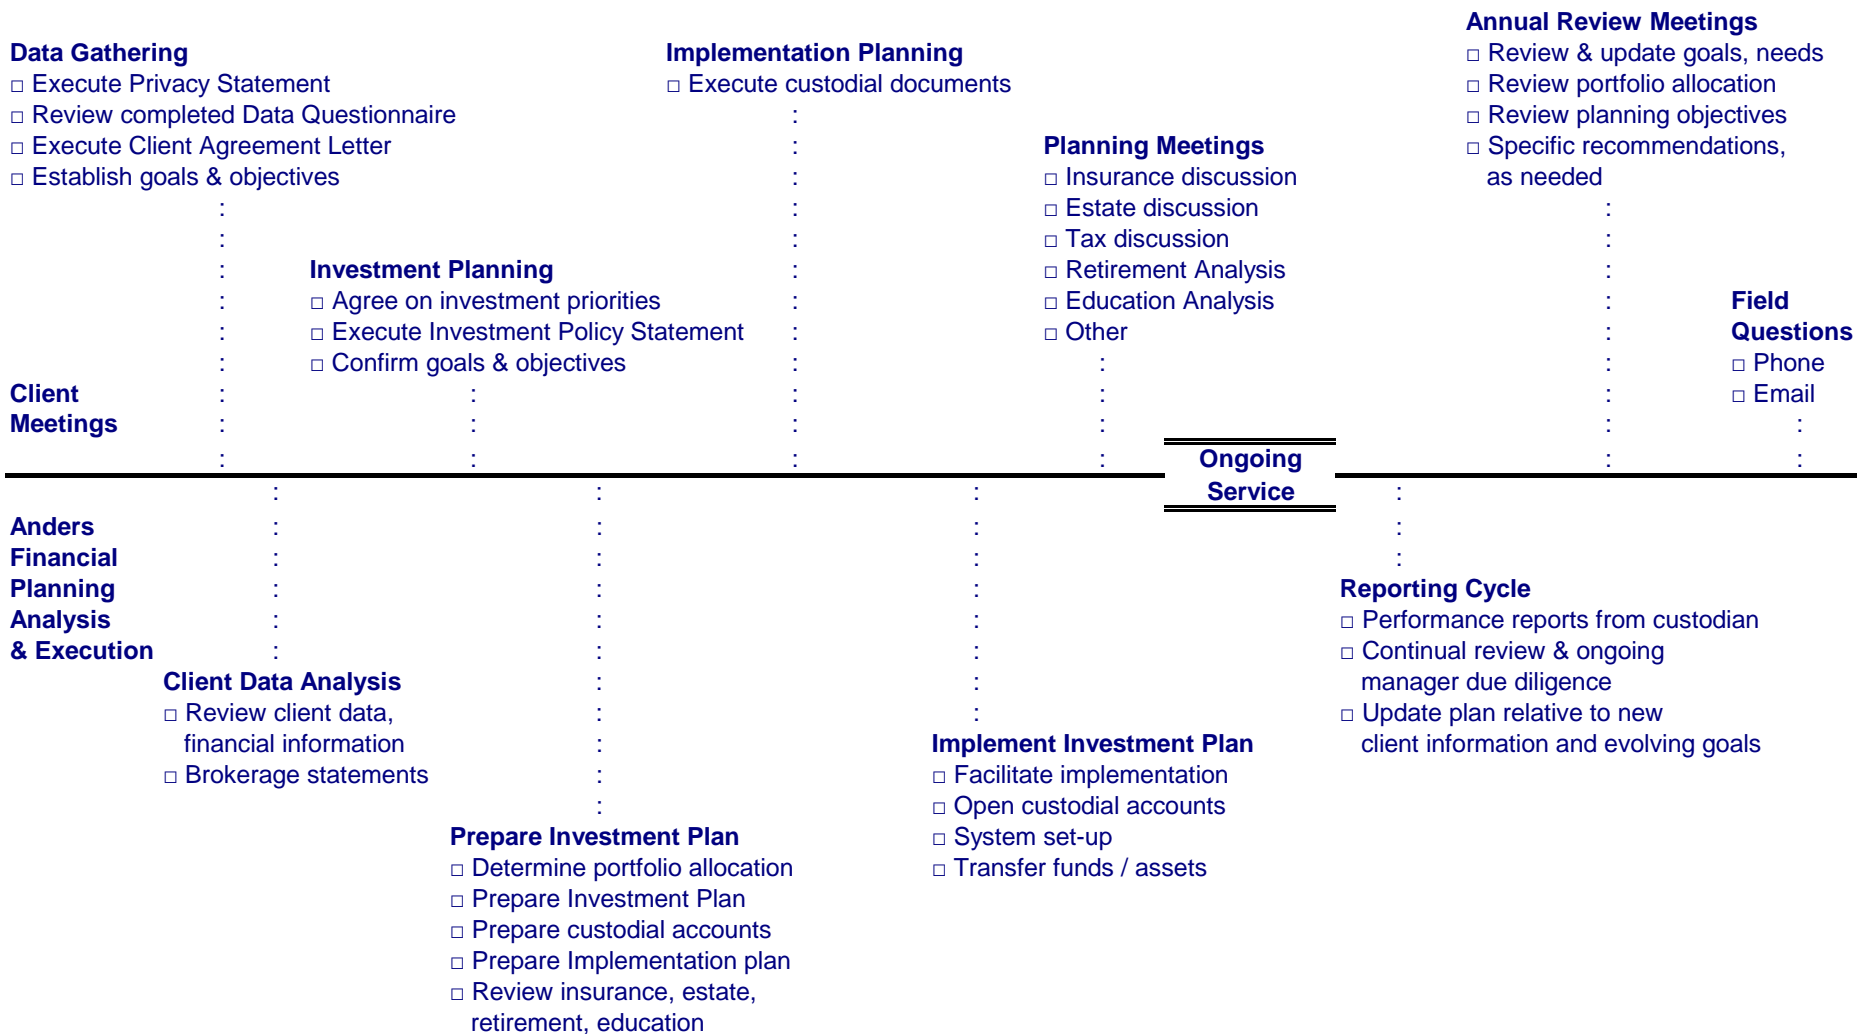 Data Gathering
□ Execute Privacy Statement
□ Review completed Data Questionnaire
□ Execute Client Agreement Letter
□ Establish goals & objectives
Investment Planning
□ Agree on investment priorities
□ Execute Investment Policy Statement
□ Confirm goals & objectives
Implementation Planning
□ Execute custodial documents
Planning Meetings
□ Insurance discussion
□ Estate discussion
□ Tax discussion
□ Retirement Analysis
□ Education Analysis
□ Other
Annual Review Meetings
□ Review & update goals, needs
□ Review portfolio allocation
□ Review planning objectives
□ Specific recommendations,
as needed
Field
Questions
□ Phone
□ Email
Client
Meetings
Ongoing
Service
Anders
Financial
Planning
Analysis
& Execution
Client Data Analysis
□ Review client data,
financial information
□ Brokerage statements
Prepare Investment Plan
□ Determine portfolio allocation
□ Prepare Investment Plan
□ Prepare custodial accounts
□ Prepare Implementation plan
□ Review insurance, estate,
retirement, education
Implement Investment Plan
□ Facilitate implementation
□ Open custodial accounts
□ System set-up
□ Transfer funds / assets
Reporting Cycle
□ Performance reports from custodian
□ Continual review & ongoing
manager due diligence
□ Update plan relative to new
client information and evolving goals